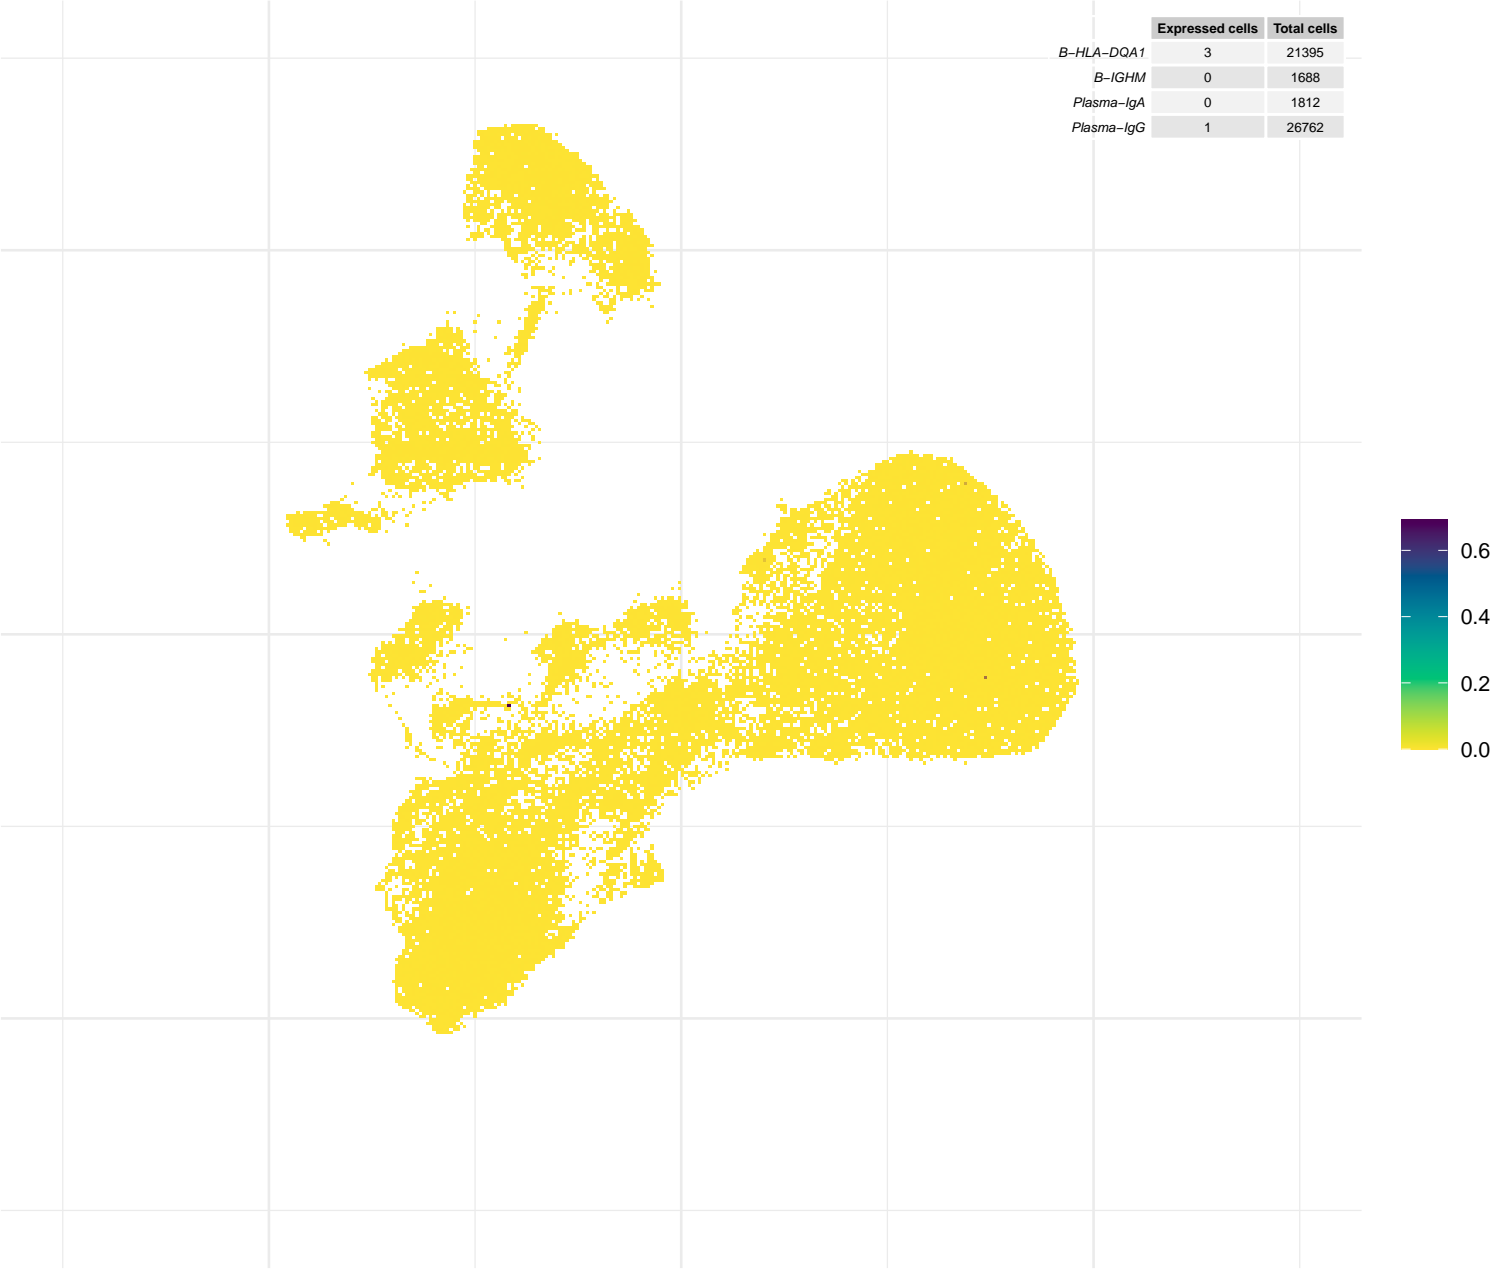 Expressed cells Total cells
B−HLA−DQA1 3 21395
B−IGHM 0 1688
Plasma−IgA 0 1812
Plasma−IgG 1 26762
0.6
0.4
0.2
0.0